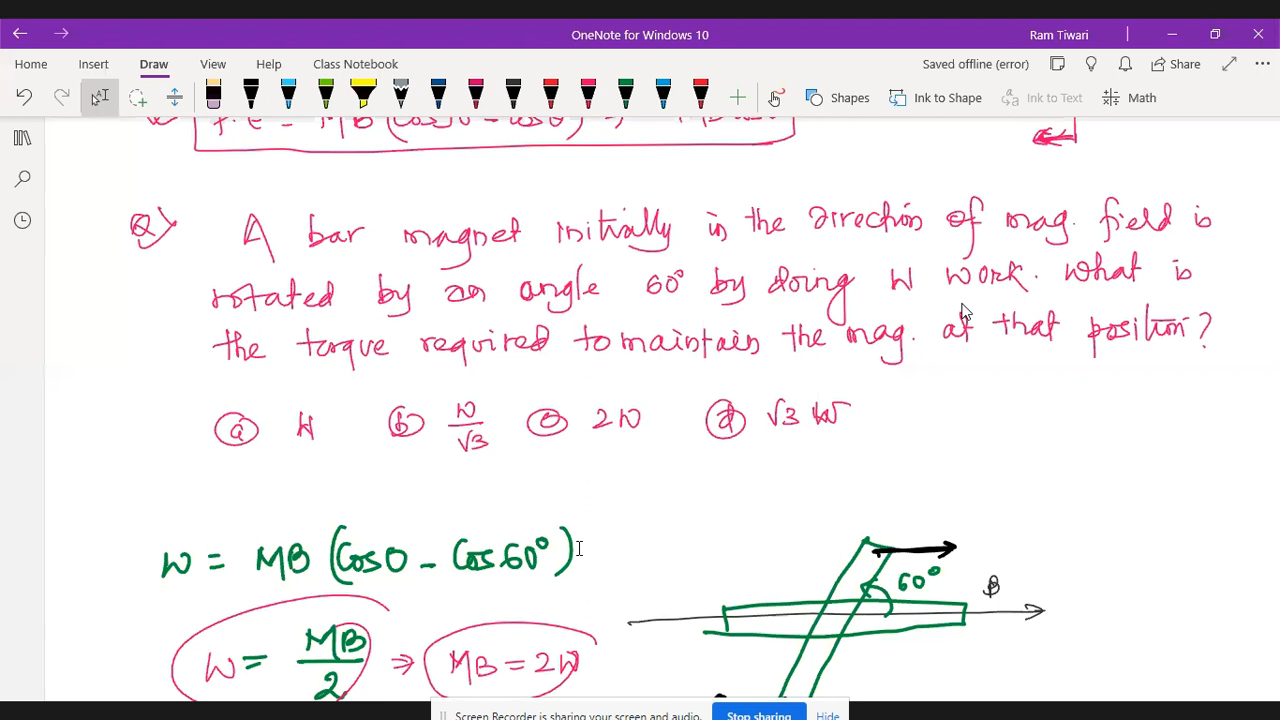 OneNote for Windows 10
Ram Tiwari
Home Insert Draw View Help Class Notebook
Saved offline (error) Share
Shapes Ink to Shape Ink to Text Math
P.E = MB (Cosθ - Cosθ) =)
Q) A bar magnet initially in the Direction of mag. field is
rotated by an angle 60° by doing W work. What is
the torque required to maintain the mag. at that position?
(a) W (b) W/√3 (c) 2W (d) √3 W
W = MB (Cos0 - Cos60°)
60°
B
W = MB/2 ⇒ MB = 2W
Screen Recorder is sharing your screen and audio. Stop sharing Hide